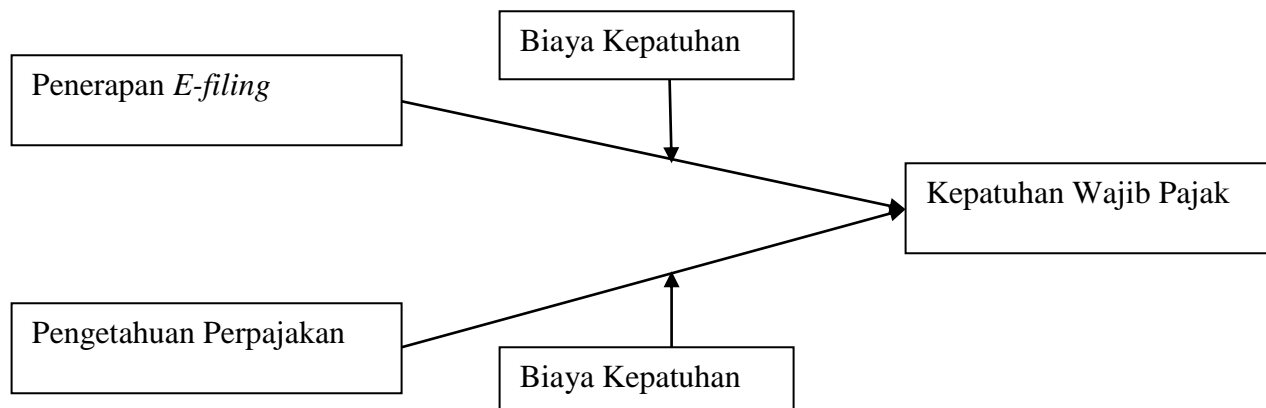 Biaya Kepatuhan
Penerapan E-filing
Kepatuhan Wajib Pajak
Pengetahuan Perpajakan
Biaya Kepatuhan